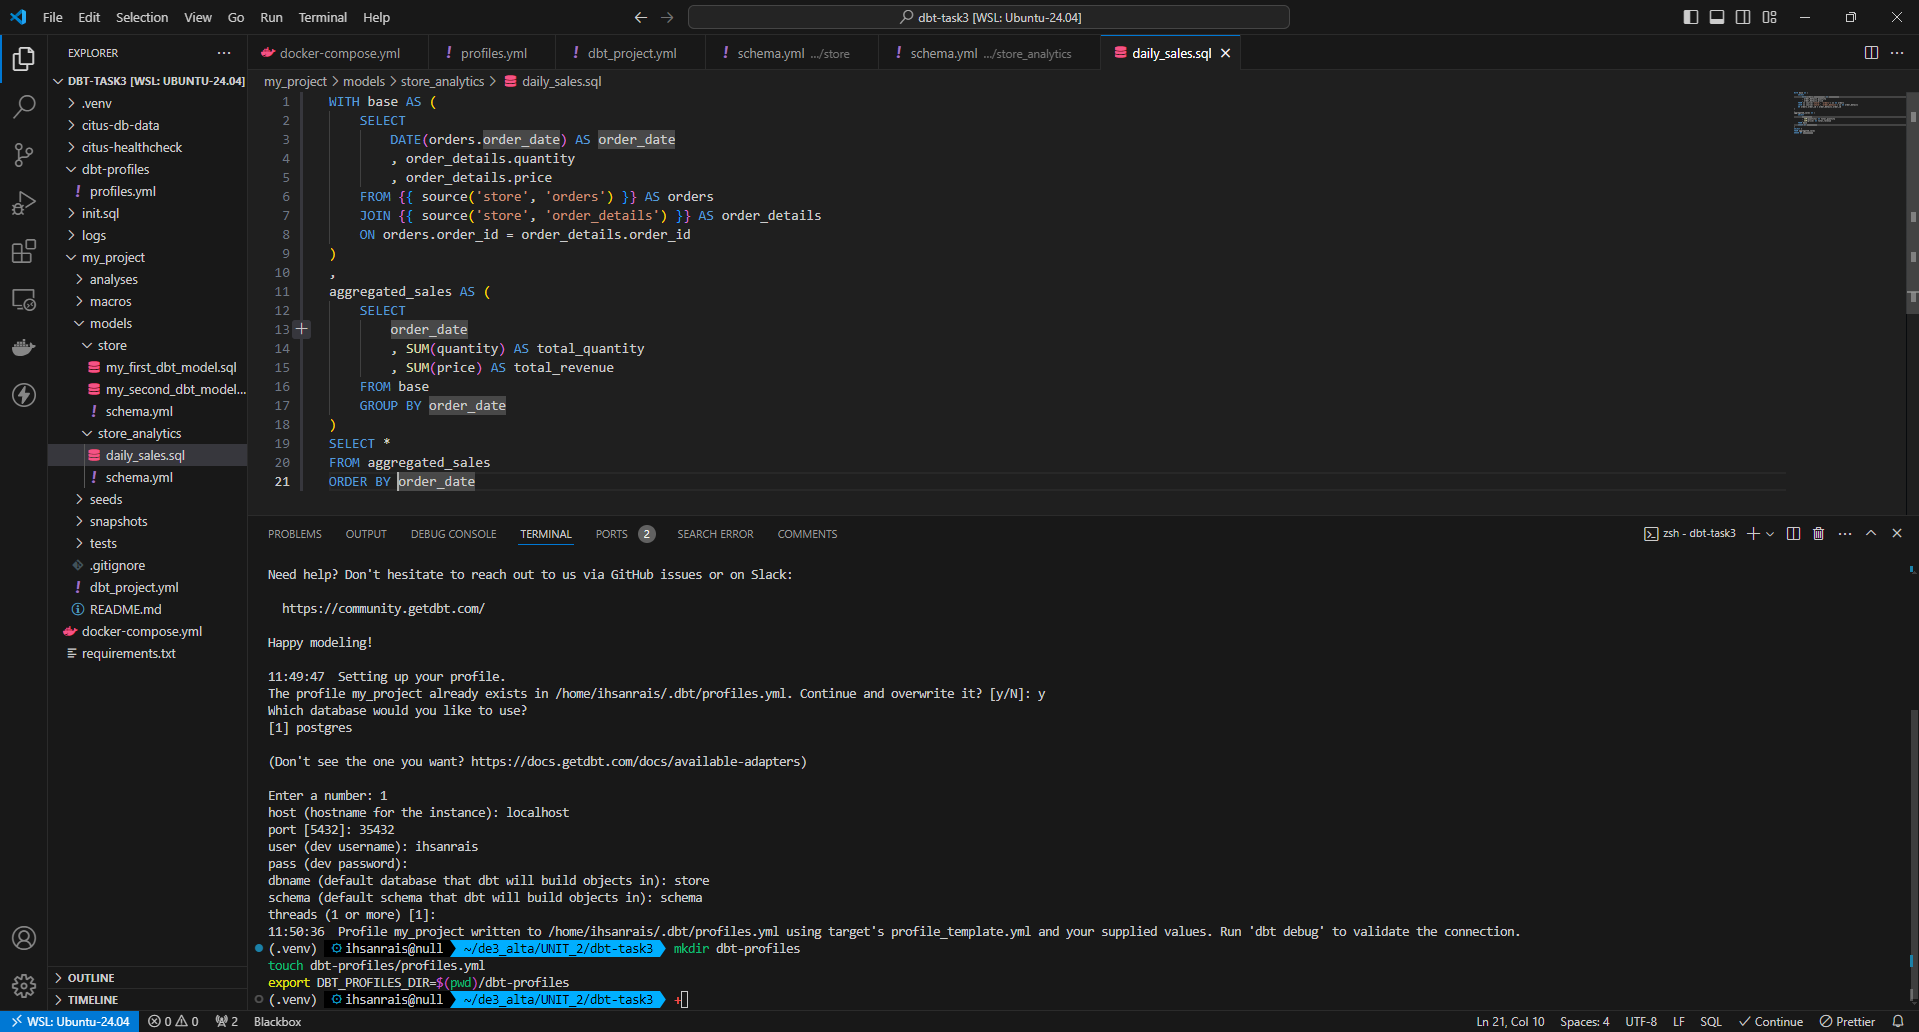 File Edit Selection View Go Run Terminal Help
dbt-task3 [WSL: Ubuntu-24.04]
EXPLORER
DBT-TASK3 [WSL: UBUNTU-24.04]
.venv
citus-db-data
citus-healthcheck
dbt-profiles
profiles.yml
init.sql
logs
my_project
analyses
macros
models
store
my_first_dbt_model.sql
my_second_dbt_model...
schema.yml
store_analytics
daily_sales.sql
schema.yml
seeds
snapshots
tests
.gitignore
dbt_project.yml
README.md
docker-compose.yml
requirements.txt
OUTLINE
TIMELINE
docker-compose.yml profiles.yml dbt_project.yml schema.yml .../store schema.yml .../store_analytics daily_sales.sql
my_project > models > store_analytics > daily_sales.sql
1 WITH base AS (
2 SELECT
3 DATE(orders.order_date) AS order_date
4 , order_details.quantity
5 , order_details.price
6 FROM {{ source('store', 'orders') }} AS orders
7 JOIN {{ source('store', 'order_details') }} AS order_details
8 ON orders.order_id = order_details.order_id
9 )
10 ,
11 aggregated_sales AS (
12 SELECT
13 order_date
14 , SUM(quantity) AS total_quantity
15 , SUM(price) AS total_revenue
16 FROM base
17 GROUP BY order_date
18 )
19 SELECT *
20 FROM aggregated_sales
21 ORDER BY order_date
PROBLEMS OUTPUT DEBUG CONSOLE TERMINAL PORTS 2 SEARCH ERROR COMMENTS
zsh - dbt-task3
Need help? Don't hesitate to reach out to us via GitHub issues or on Slack:
https://community.getdbt.com/
Happy modeling!
11:49:47  Setting up your profile.
The profile my_project already exists in /home/ihsanrais/.dbt/profiles.yml. Continue and overwrite it? [y/N]: y
Which database would you like to use?
[1] postgres
(Don't see the one you want? https://docs.getdbt.com/docs/available-adapters)
Enter a number: 1
host (hostname for the instance): localhost
port [5432]: 35432
user (dev username): ihsanrais
pass (dev password):
dbname (default database that dbt will build objects in): store
schema (default schema that dbt will build objects in): schema
threads (1 or more) [1]:
11:50:36  Profile my_project written to /home/ihsanrais/.dbt/profiles.yml using target's profile_template.yml and your supplied values. Run 'dbt debug' to validate the connection.
(.venv) ihsanrais@null ~/de3_alta/UNIT_2/dbt-task3 mkdir dbt-profiles
touch dbt-profiles/profiles.yml
export DBT_PROFILES_DIR=$(pwd)/dbt-profiles
(.venv) ihsanrais@null ~/de3_alta/UNIT_2/dbt-task3 +
WSL: Ubuntu-24.04 0 0 2 Blackbox Ln 21, Col 10 Spaces: 4 UTF-8 LF SQL Continue Prettier